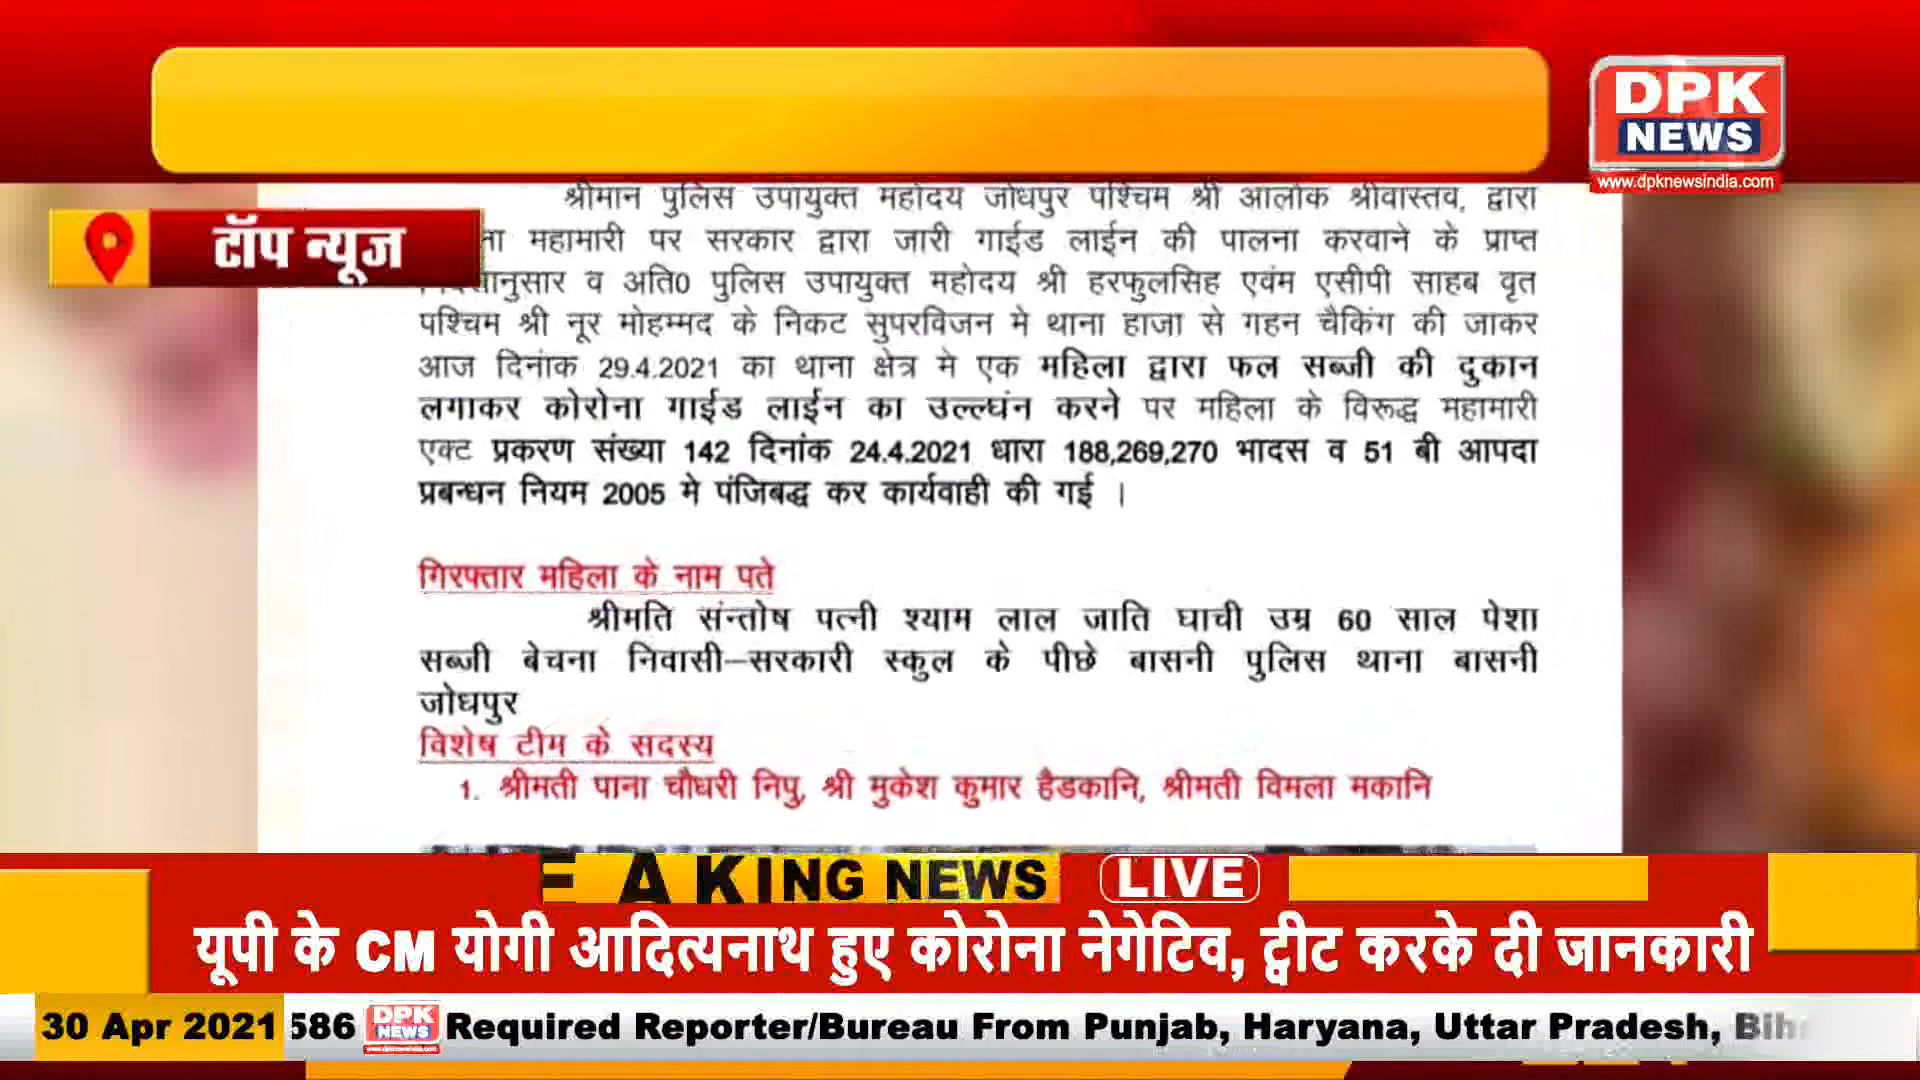 DPK
NEWS
www.dpknewsindia.com
टॉप न्यूज
श्रीमान पुलिस उपायुक्त महोदय जोधपुर पश्चिम श्री आलोक श्रीवास्तव, द्वारा
महामारी पर सरकार द्वारा जारी गाईड लाईन की पालना करवाने के प्राप्त
व अति0 पुलिस उपायुक्त महोदय श्री हरफुलसिह एवंम एसीपी साहब वृत
पश्चिम श्री नूर मोहम्मद के निकट सुपरविजन मे थाना हाजा से गहन चैकिंग की जाकर
आज दिनांक 29.4.2021 का थाना क्षेत्र मे एक महिला द्वारा फल सब्जी की दुकान
लगाकर कोरोना गाईड लाईन का उल्ल्घंन करने पर महिला के विरूद्ध महामारी
एक्ट प्रकरण संख्या 142 दिनांक 24.4.2021 धारा 188,269,270 भादस व 51 बी आपदा
प्रबन्धन नियम 2005 मे पंजिबद्ध कर कार्यवाही की गई ।
गिरफ्तार महिला के नाम पते
श्रीमति संन्तोष पत्नी श्याम लाल जाति घाची उम्र 60 साल पेशा
सब्जी बेचना निवासी–सरकारी स्कुल के पीछे बासनी पुलिस थाना बासनी
जोधपुर
विशेष टीम के सदस्य
1. श्रीमती पाना चौधरी निपु, श्री मुकेश कुमार हैडकानि, श्रीमती विमला मकानि
AKING NEWS LIVE
यूपी के CM योगी आदित्यनाथ हुए कोरोना नेगेटिव, ट्वीट करके दी जानकारी
30 Apr 2021 586 DPK NEWS Required Reporter/Bureau From Punjab, Haryana, Uttar Pradesh,